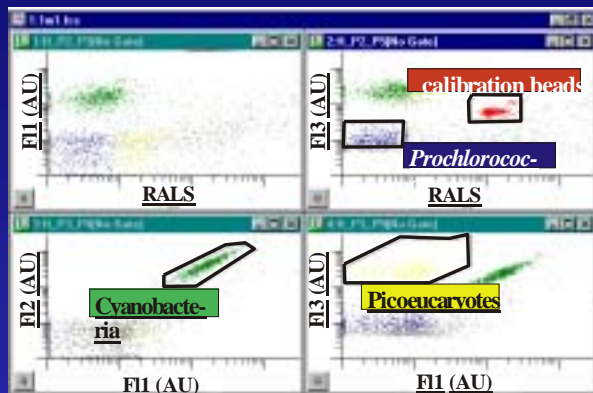 Fl1 (AU)
RALS
Fl3 (AU)
calibration beads
Prochlorococ-
RALS
Fl2 (AU)
Cyanobacte-
ria
Fl1 (AU)
Fl3 (AU)
Picoeucaryotes
Fl1 (AU)